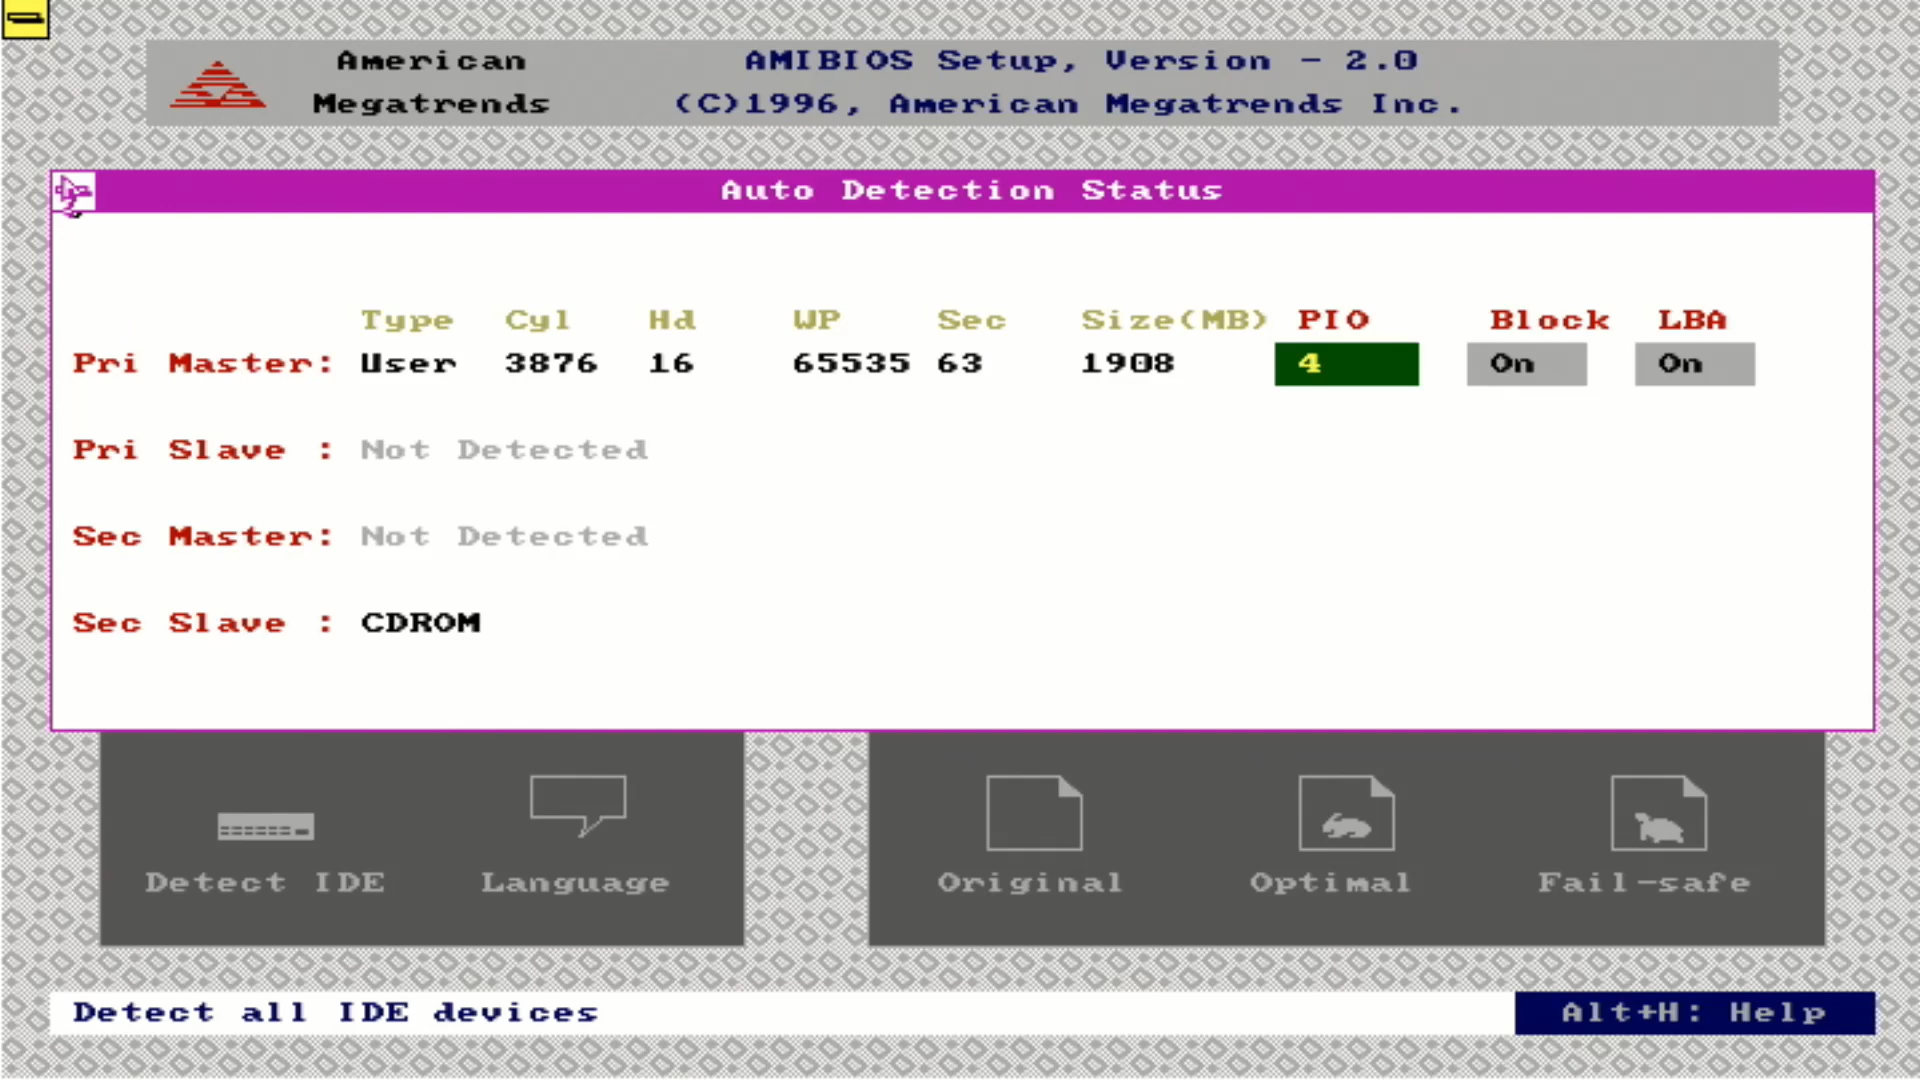 American AMIBIOS Setup, Version - 2.0
Megatrends (C)1996, American Megatrends Inc.
Auto Detection Status
Type Cyl Hd WP Sec Size(MB) PIO Block LBA
Pri Master: User 3876 16 65535 63 1908 4 On On
Pri Slave : Not Detected
Sec Master: Not Detected
Sec Slave : CDROM
Detect IDE Language Original Optimal Fail-safe
Detect all IDE devices Alt+H: Help